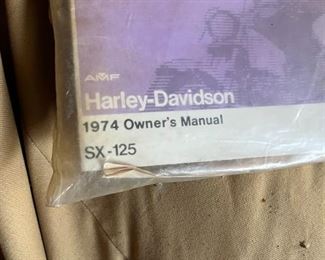 AMF
Harley-Davidson
1974 Owner's Manual
SX-125